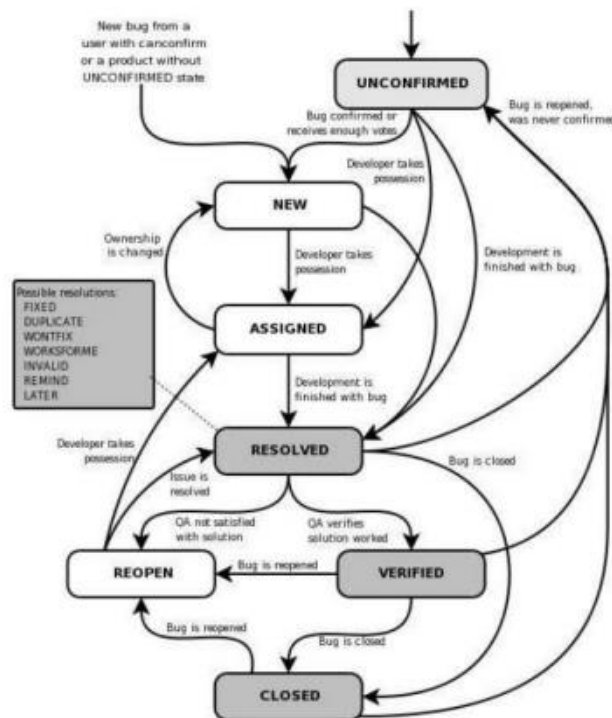 New bug from a
user with canconfirm
or a product without
UNCONFIRMED state
UNCONFIRMED
Bug confirmed or
receives enough votes
Bug is reopened,
was never confirmed
Developer takes
possession
NEW
Ownership
is changed
Developer takes
possession
Development is
finished with bug
Possible resolutions:
FIXED
DUPLICATE
WONTFIX
WORKSFORME
INVALID
REMIND
LATER
ASSIGNED
Development is
finished with bug
Developer takes
possession
RESOLVED
Issue is
resolved
Bug is closed
QA not satisfied
with solution
QA verifies
solution worked
REOPEN
Bug is reopened
VERIFIED
Bug is reopened
Bug is closed
CLOSED